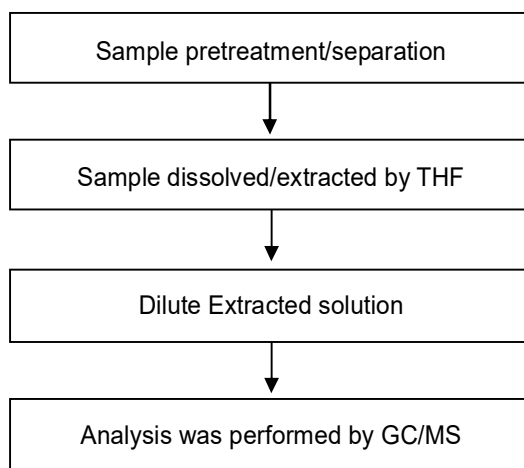 Sample pretreatment/separation
Sample dissolved/extracted by THF
Dilute Extracted solution
Analysis was performed by GC/MS